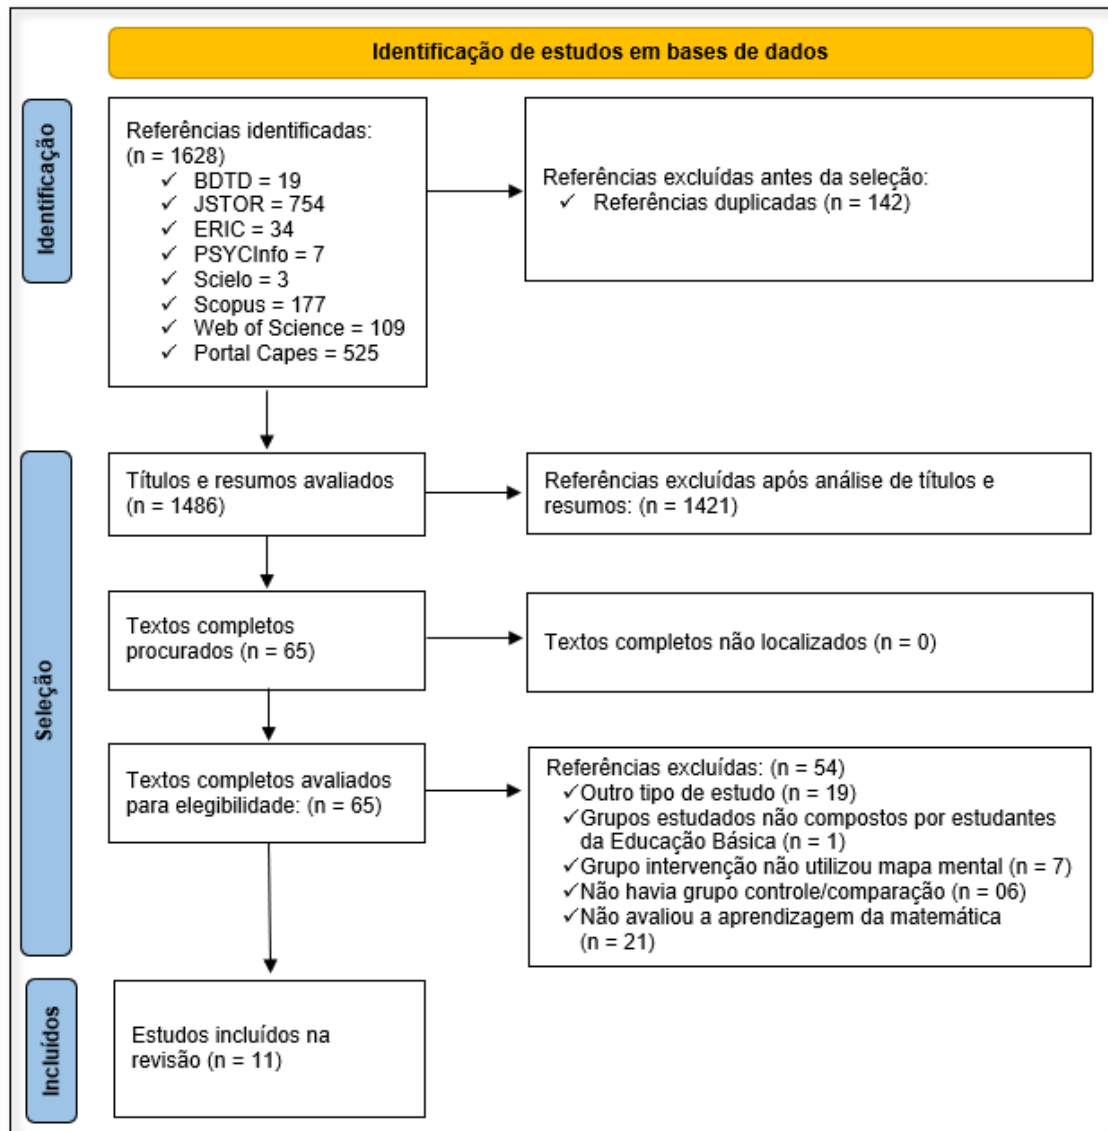 Identificação de estudos em bases de dados
Identificação
Referências identificadas:
(n = 1628)
✓ BDTD = 19
✓ JSTOR = 754
✓ ERIC = 34
✓ PSYCInfo = 7
✓ Scielo = 3
✓ Scopus = 177
✓ Web of Science = 109
✓ Portal Capes = 525
Referências excluídas antes da seleção:
✓ Referências duplicadas (n = 142)
Seleção
Títulos e resumos avaliados
(n = 1486)
Referências excluídas após análise de títulos e
resumos: (n = 1421)
Textos completos
procurados (n = 65)
Textos completos não localizados (n = 0)
Textos completos avaliados
para elegibilidade: (n = 65)
Referências excluídas: (n = 54)
✓Outro tipo de estudo (n = 19)
✓Grupos estudados não compostos por estudantes
da Educação Básica (n = 1)
✓Grupo intervenção não utilizou mapa mental (n = 7)
✓Não havia grupo controle/comparação (n = 06)
✓Não avaliou a aprendizagem da matemática
(n = 21)
Incluídos
Estudos incluídos na
revisão (n = 11)